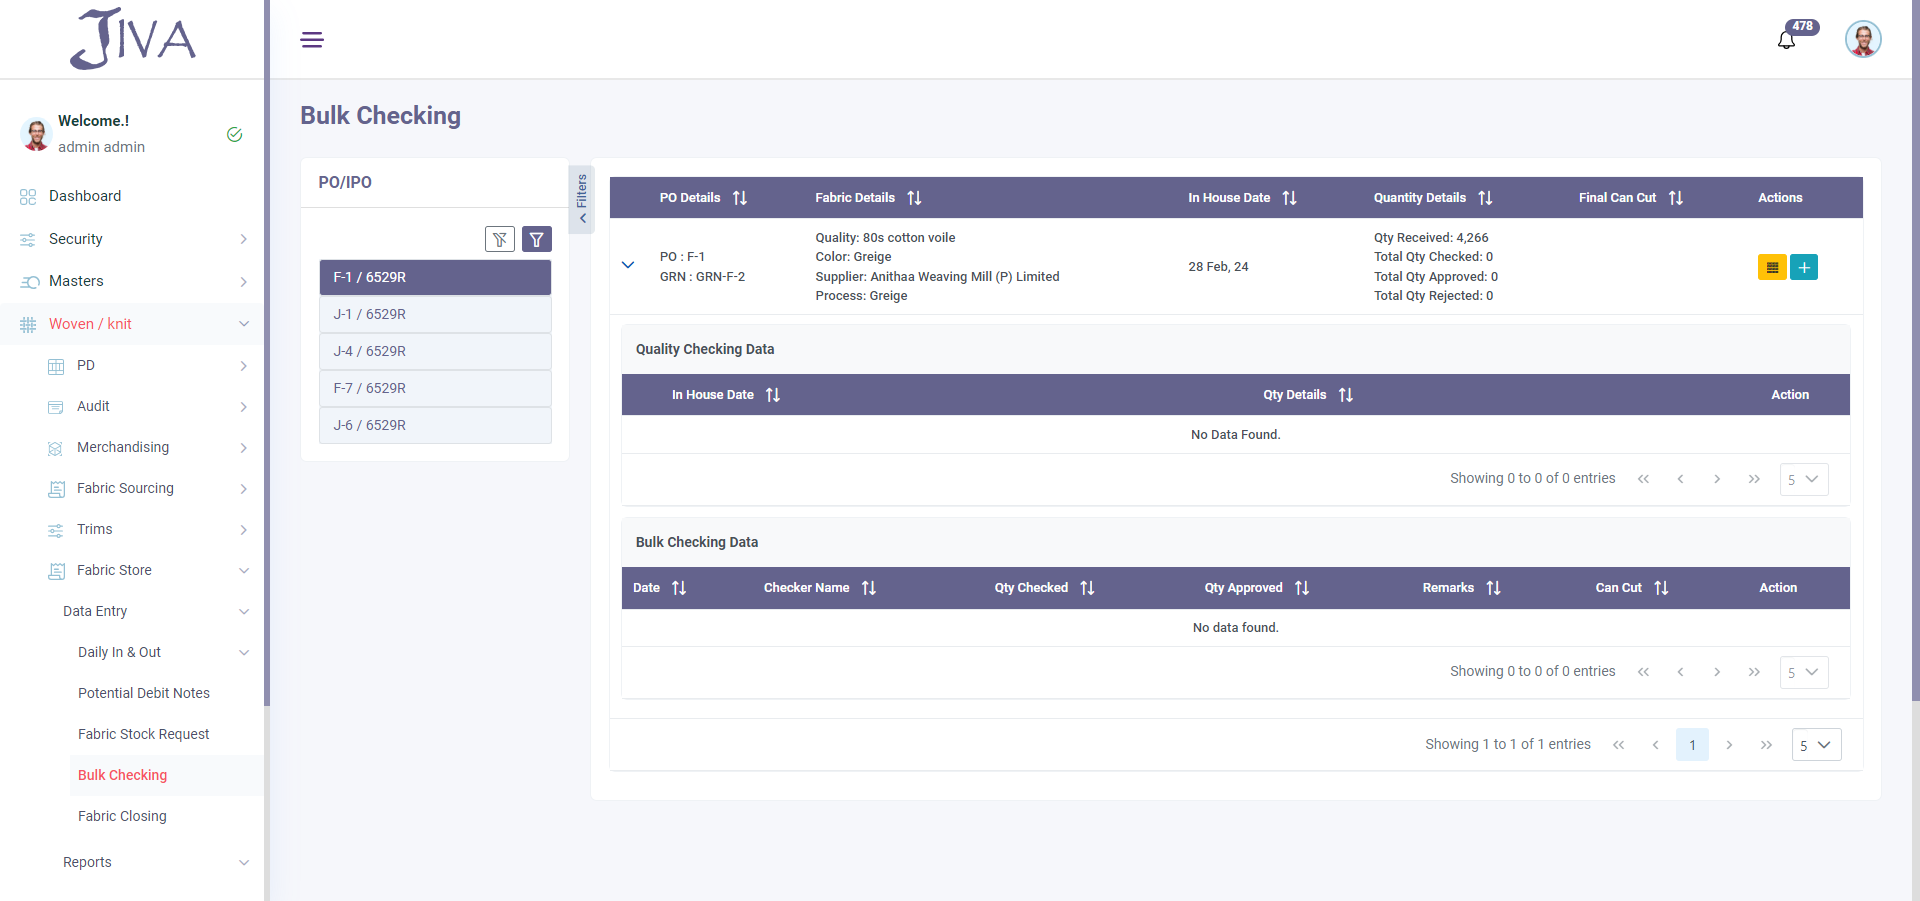 JIVA
478
Welcome.!
admin admin
Dashboard
Security
Masters
Woven / knit
PD
Audit
Merchandising
Fabric Sourcing
Trims
Fabric Store
Data Entry
Daily In & Out
Potential Debit Notes
Fabric Stock Request
Bulk Checking
Fabric Closing
Reports
Bulk Checking
PO/IPO
F-1 / 6529R
J-1 / 6529R
J-4 / 6529R
F-7 / 6529R
J-6 / 6529R
Filters
PO Details Fabric Details In House Date Quantity Details Final Can Cut Actions
PO : F-1
GRN : GRN-F-2
Quality: 80s cotton voile
Color: Greige
Supplier: Anithaa Weaving Mill (P) Limited
Process: Greige
28 Feb, 24
Qty Received: 4,266
Total Qty Checked: 0
Total Qty Approved: 0
Total Qty Rejected: 0
Quality Checking Data
In House Date Qty Details Action
No Data Found.
Showing 0 to 0 of 0 entries 5
Bulk Checking Data
Date Checker Name Qty Checked Qty Approved Remarks Can Cut Action
No data found.
Showing 0 to 0 of 0 entries 5
Showing 1 to 1 of 1 entries 1 5